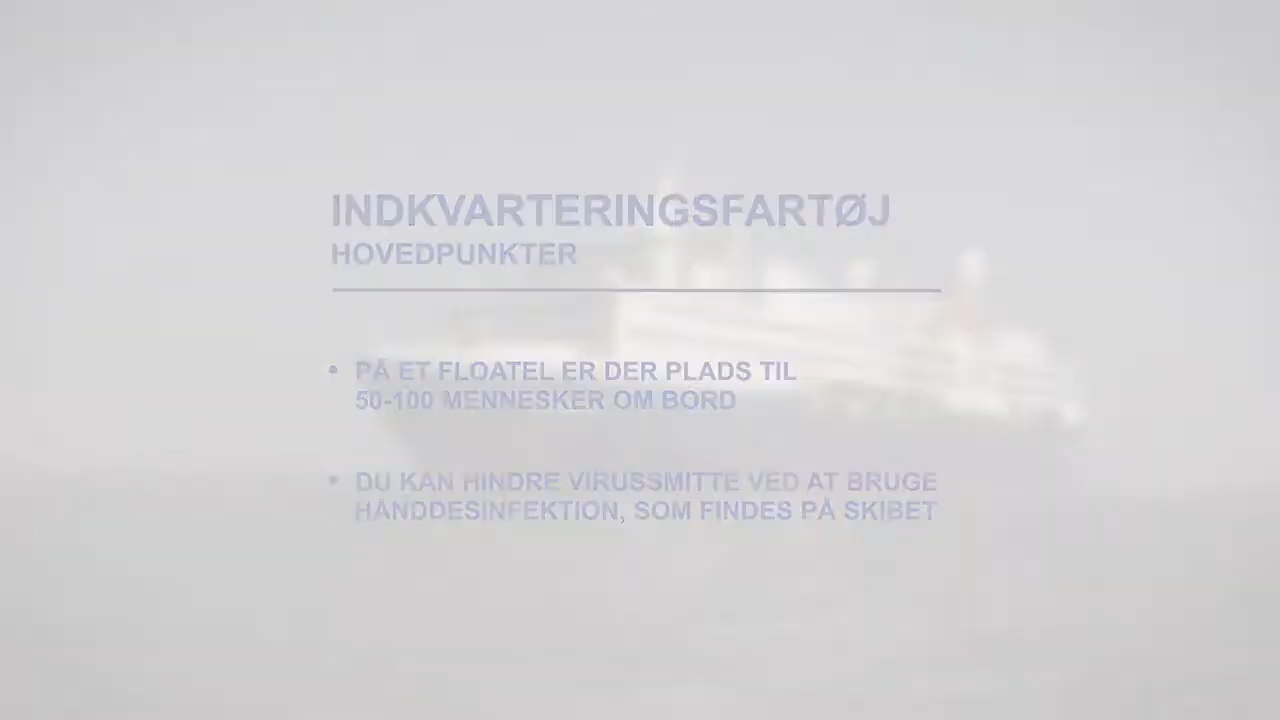 INDKVARTERINGSFARTØJ
HOVEDPUNKTER
• PÅ ET FLOATEL ER DER PLADS TIL
50-100 MENNESKER OM BORD
• DU KAN HINDRE VIRUSSMITTE VED AT BRUGE
HÅNDDESINFEKTION, SOM FINDES PÅ SKIBET